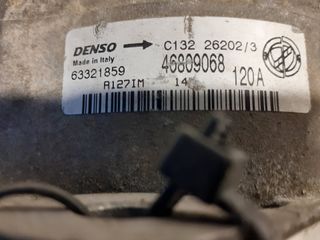 DENSO C132 26202/3
Made in Italy
63321859 46809068
A127IM 14 120A